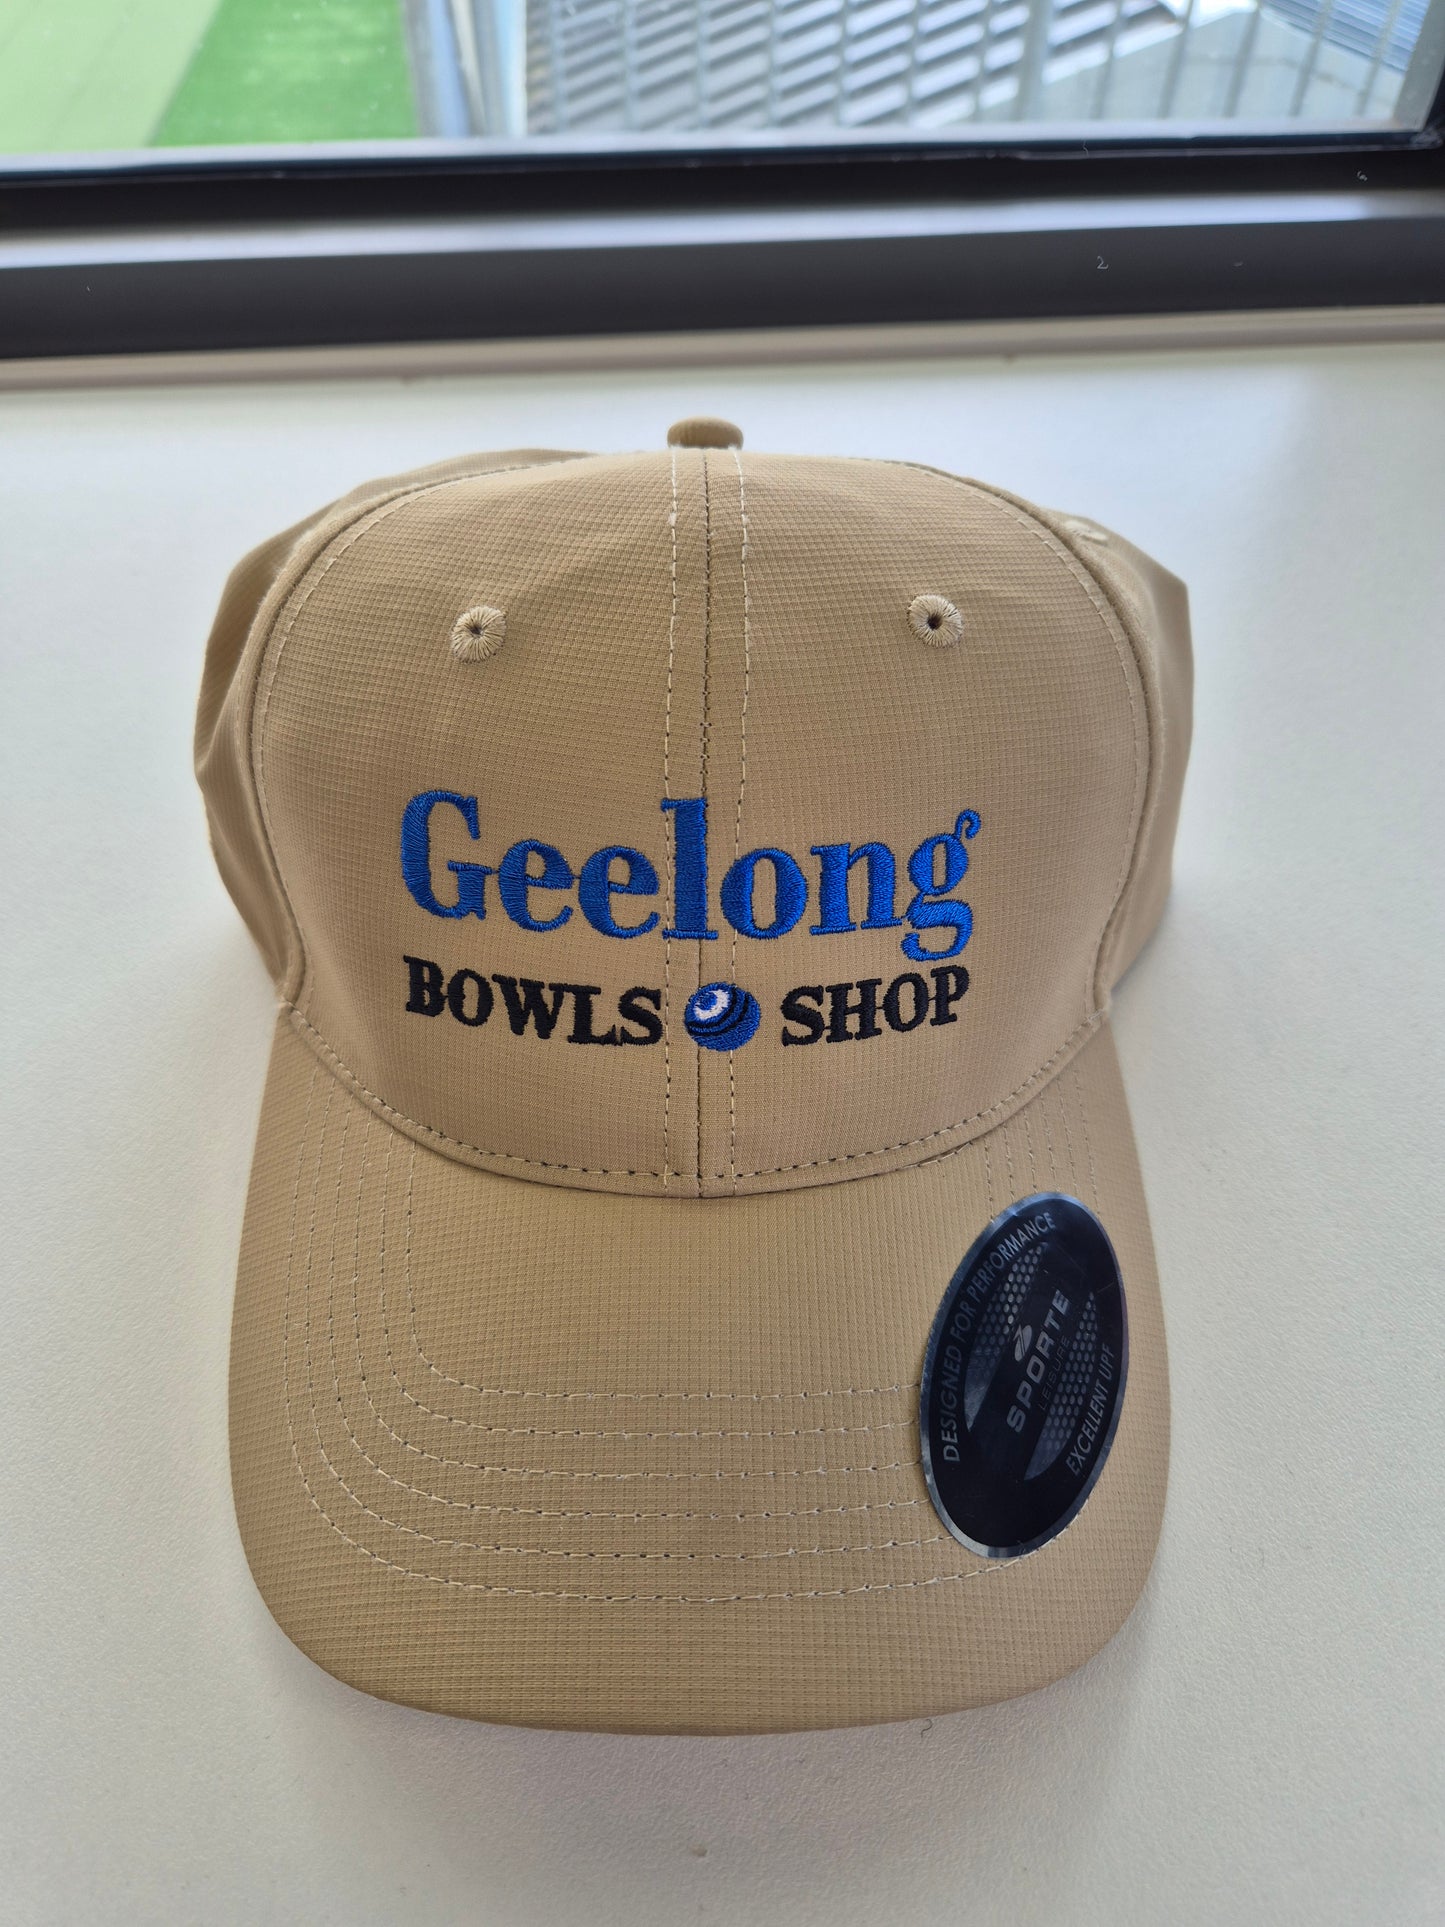 Geelong
BOWLS SHOP
DESIGNED FOR PERFORMANCE
SPORTE
LEISURE
EXCELLENT UPF